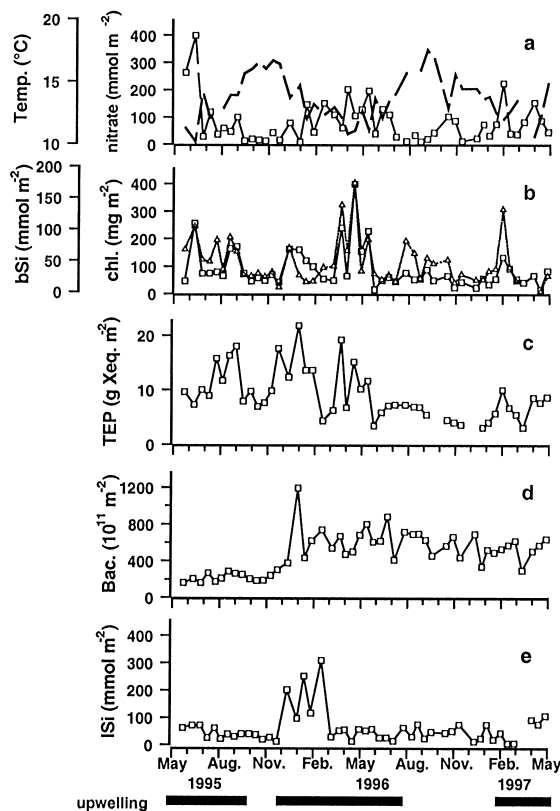 20
15
10
Temp. (°C)
400
300
200
100
0
nitrate (mmol m⁻²)
a
200
150
100
50
0
bSi (mmol m⁻²)
400
300
200
100
0
chl. (mg m⁻²)
b
20
10
0
TEP (g Xeq. m⁻²)
c
1200
800
400
0
Bac. (10¹¹ m⁻²)
d
400
300
200
100
0
lSi (mmol m⁻²)
e
May Aug. Nov. Feb. May Aug. Nov. Feb. May
1995 1996 1997
upwelling